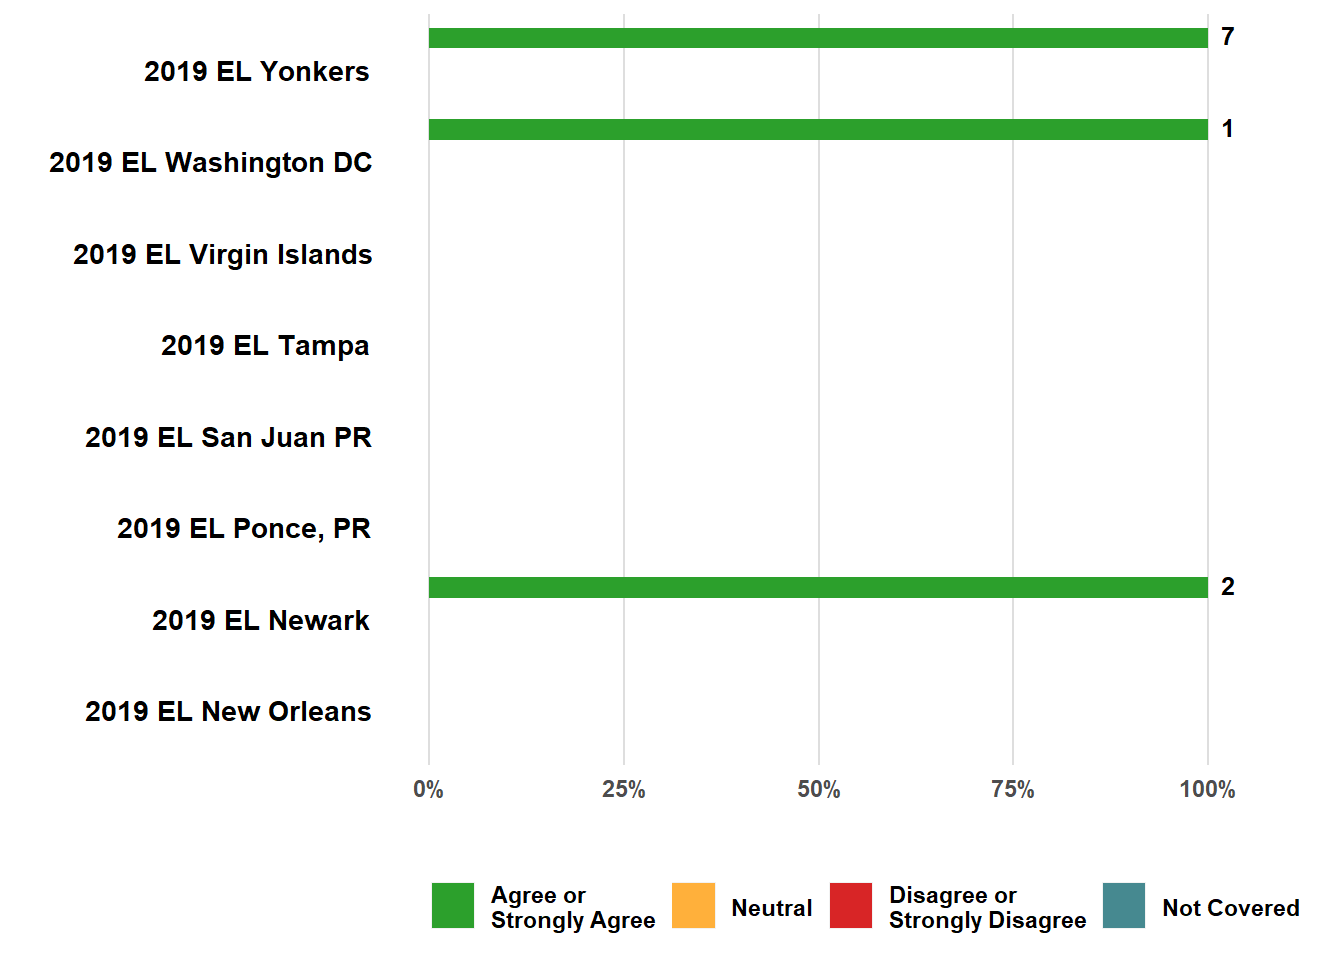 7
2019 EL Yonkers
1
2019 EL Washington DC
2019 EL Virgin Islands
2019 EL Tampa
2019 EL San Juan PR
2019 EL Ponce, PR
2
2019 EL Newark
2019 EL New Orleans
0% 25% 50% 75% 100%
Agree or
Strongly Agree
Neutral
Disagree or
Strongly Disagree
Not Covered